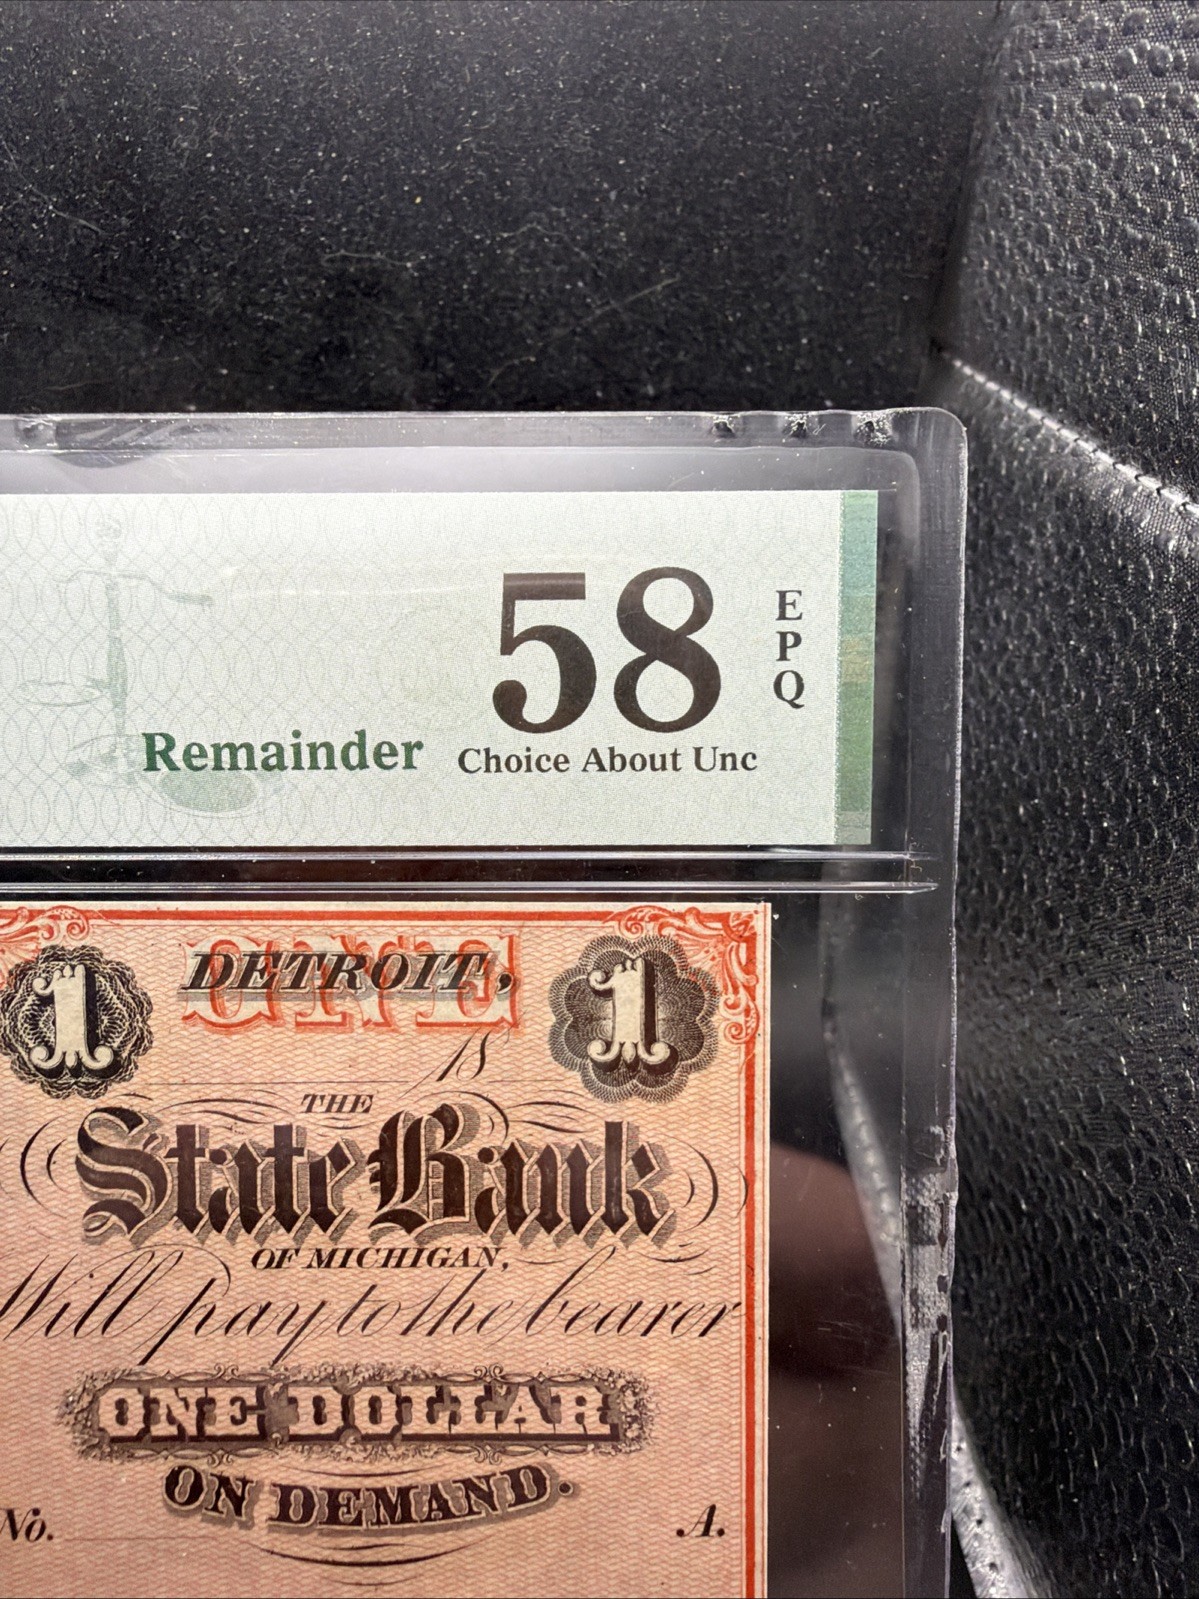 58
E
P
Q
Remainder
Choice About Unc
1
ONE
DETROIT,
1
18
THE
State Bank
OF MICHIGAN,
Will pay to the bearer
ONE DOLLAR
ON DEMAND.
No.
A.